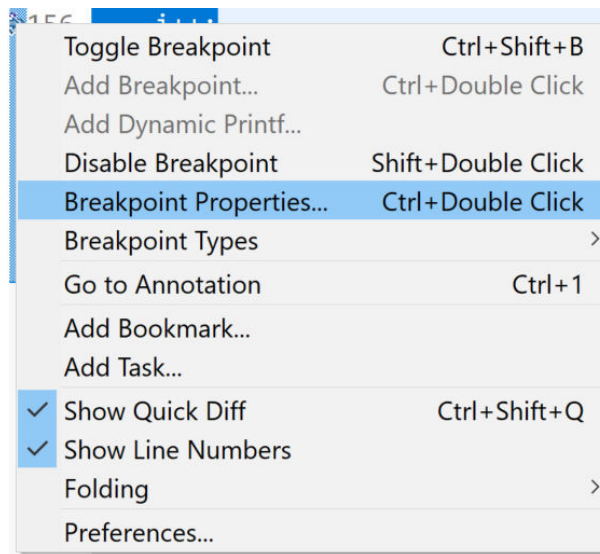 156
Toggle Breakpoint Ctrl+Shift+B
Add Breakpoint... Ctrl+Double Click
Add Dynamic Printf...
Disable Breakpoint Shift+Double Click
Breakpoint Properties... Ctrl+Double Click
Breakpoint Types
Go to Annotation Ctrl+1
Add Bookmark...
Add Task...
Show Quick Diff Ctrl+Shift+Q
Show Line Numbers
Folding
Preferences...